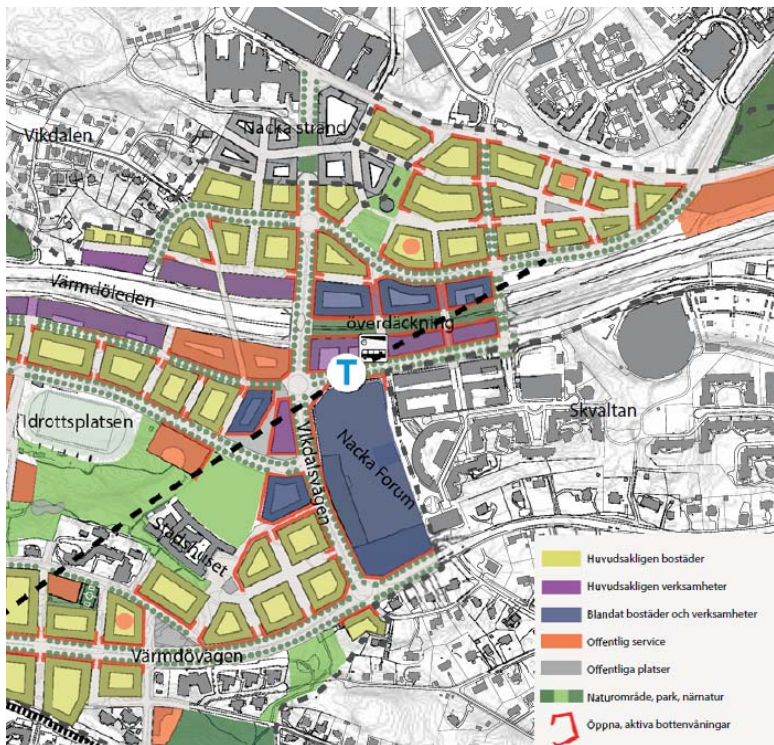 Nacka strand
Vikdalen
Värmdöleden
överdäckning
T
Idrottsplatsen
Skvaltan
Vikdalsvägen
Nacka Forum
Stadshuset
Värmdövägen
Huvudsakligen bostäder
Huvudsakligen verksamheter
Blandat bostäder och verksamheter
Offentlig service
Offentliga platser
Naturområde, park, närnatur
Öppna, aktiva bottenvåningar